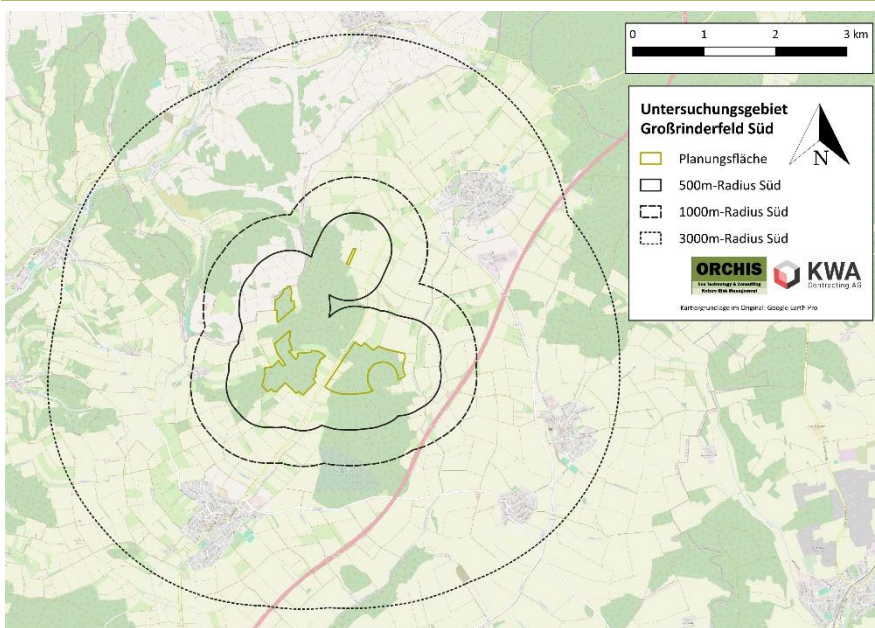 0 1 2 3 km
Untersuchungsgebiet
Großrinderfeld Süd
N
Planungsfläche
500m-Radius Süd
1000m-Radius Süd
3000m-Radius Süd
ORCHIS
Eco Technology & Consulting
Nature Risk Management
KWA
Contracting AG
Kartiergrundlage im Original: Google Earth Pro